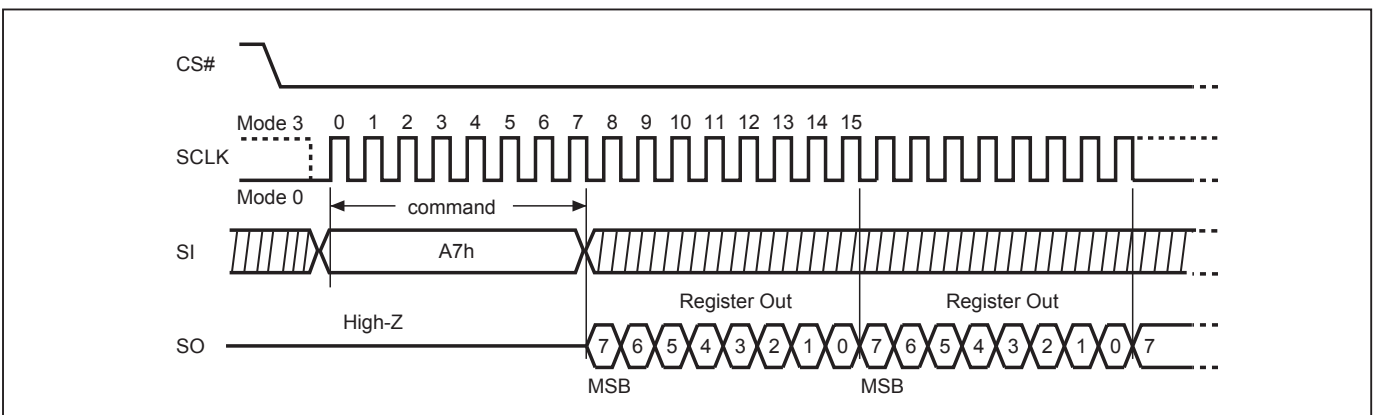 CS#
Mode 3 0 1 2 3 4 5 6 7 8 9 10 11 12 13 14 15
SCLK
Mode 0
command
SI A7h
Register Out Register Out
High-Z
SO 7 6 5 4 3 2 1 0 7 6 5 4 3 2 1 0 7
MSB MSB